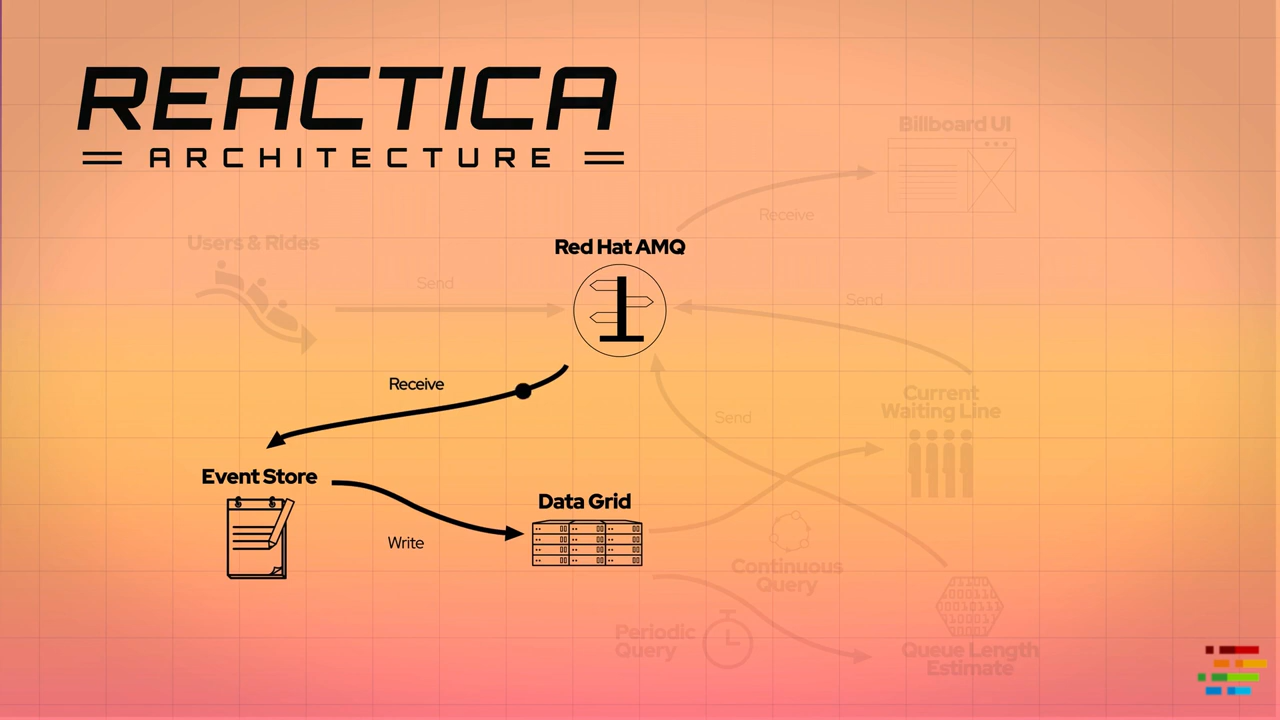 REACTICA
ARCHITECTURE
Billboard UI
Receive
Users & Rides
Red Hat AMQ
Send
Send
Receive
Current
Waiting Line
Send
Event Store
Data Grid
Write
Continuous
Query
Periodic
Query
Queue Length
Estimate